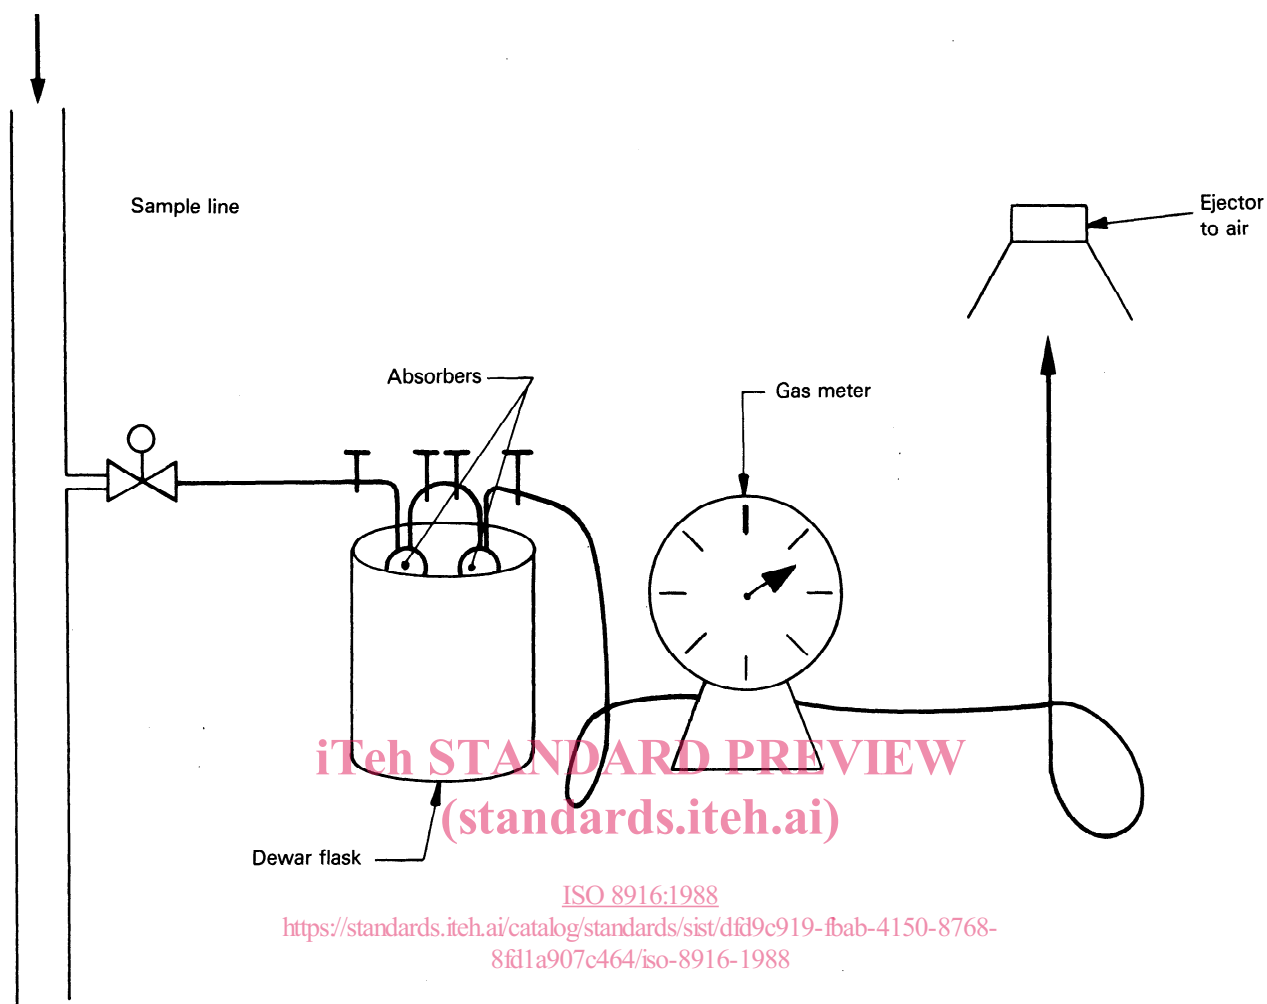 Sample line
Ejector
to air
Absorbers
Gas meter
iTeh STANDARD PREVIEW
(standards.iteh.ai)
Dewar flask
ISO 8916:1988
https://standards.iteh.ai/catalog/standards/sist/dfd9c919-fbab-4150-8768-
8fd1a907c464/iso-8916-1988